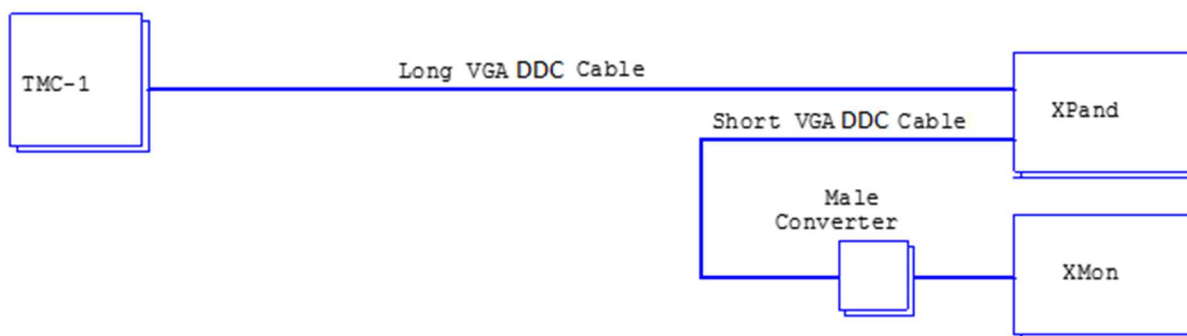 TMC-1
Long VGA DDC Cable
XPand
Short VGA DDC Cable
Male
Converter
XMon